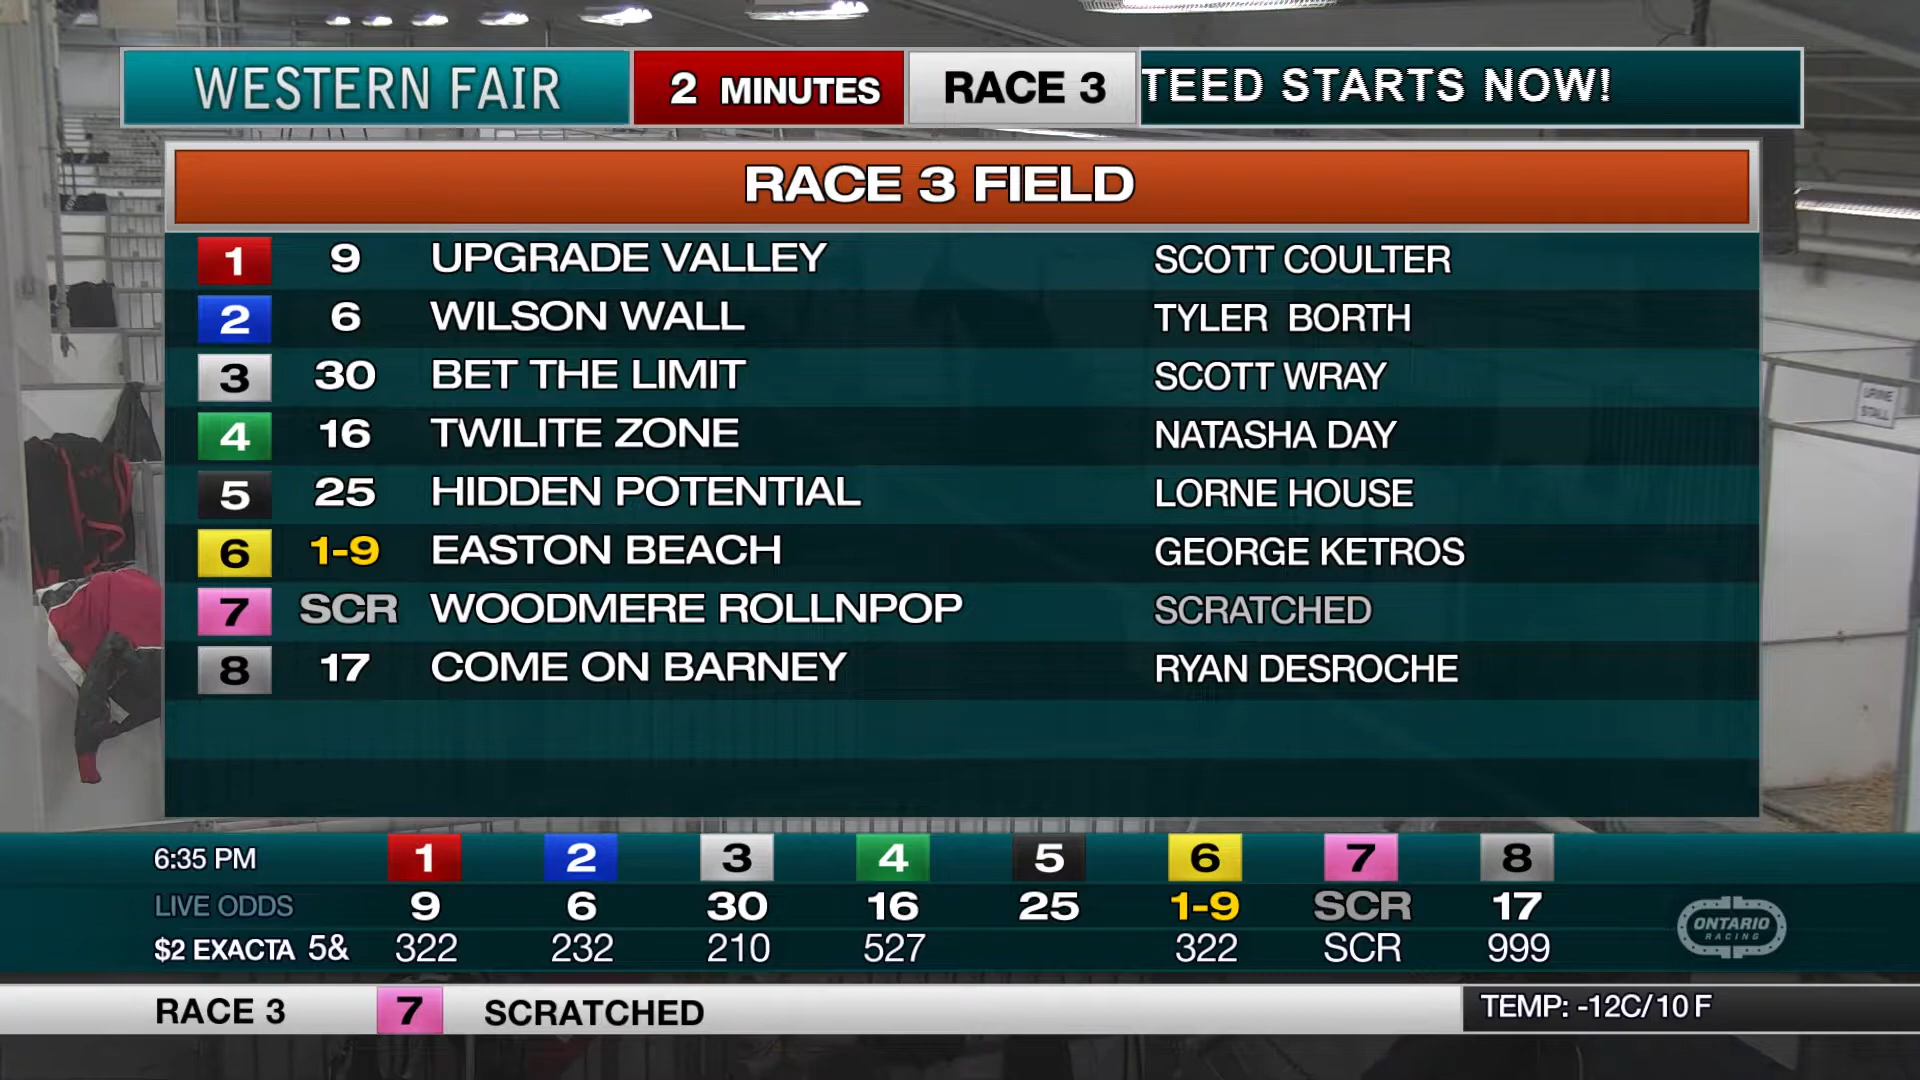 WESTERN FAIR 2 MINUTES RACE 3 TEED STARTS NOW!
RACE 3 FIELD
1 9 UPGRADE VALLEY SCOTT COULTER
2 6 WILSON WALL TYLER BORTH
3 30 BET THE LIMIT SCOTT WRAY
4 16 TWILITE ZONE NATASHA DAY
5 25 HIDDEN POTENTIAL LORNE HOUSE
6 1-9 EASTON BEACH GEORGE KETROS
7 SCR WOODMERE ROLLNPOP SCRATCHED
8 17 COME ON BARNEY RYAN DESROCHE
URINE
STALL
6:35 PM 1 2 3 4 5 6 7 8
LIVE ODDS 9 6 30 16 25 1-9 SCR 17
$2 EXACTA 5& 322 232 210 527 322 SCR 999
ONTARIO
RACING
RACE 3 7 SCRATCHED TEMP: -12C/10 F